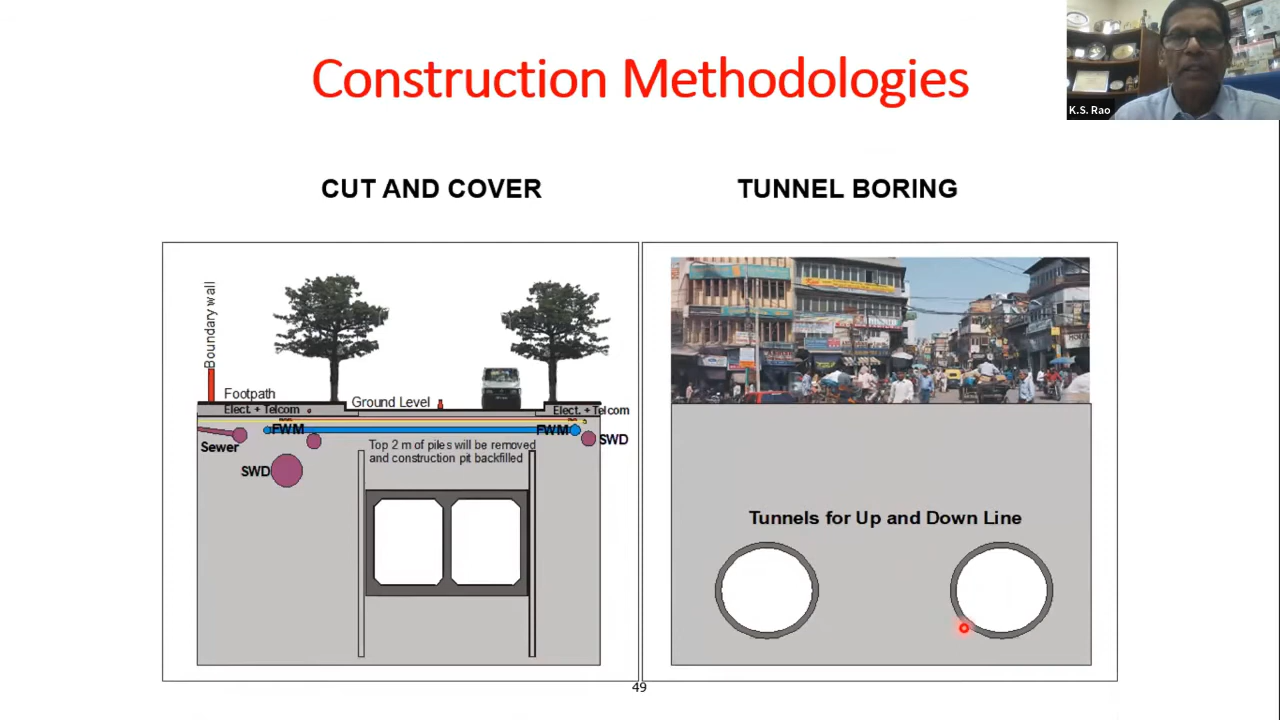 Construction Methodologies
K.S. Rao
CUT AND COVER
TUNNEL BORING
Boundary wall
Footpath
Elect. + Telcom
Ground Level
Elect. + Telcom
FWM
FWM
Sewer
SWD
SWD
Top 2 m of piles will be removed
and construction pit backfilled
Tunnels for Up and Down Line
49